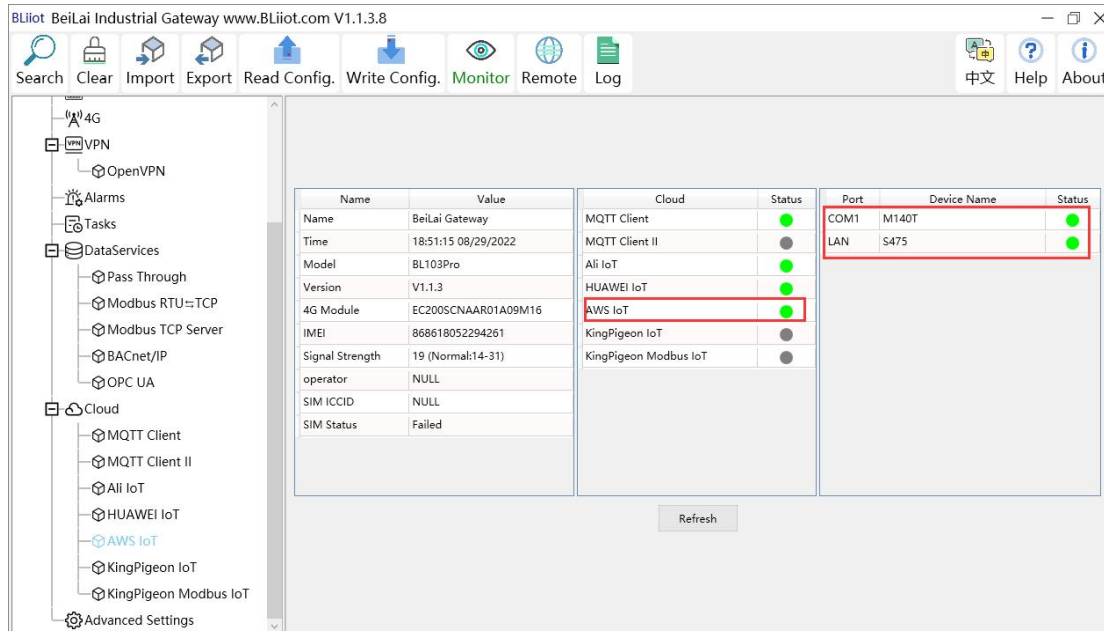 BLiiot BeiLai Industrial Gateway www.BLiiot.com V1.1.3.8
Search Clear Import Export Read Config. Write Config. Monitor Remote Log 中文 Help About
4G
VPN VPN
OpenVPN
Alarms
Tasks
DataServices
Pass Through
Modbus RTU⇆TCP
Modbus TCP Server
BACnet/IP
OPC UA
Cloud
MQTT Client
MQTT Client II
Ali IoT
HUAWEI IoT
AWS IoT
KingPigeon IoT
KingPigeon Modbus IoT
Advanced Settings
Name Value
Name BeiLai Gateway
Time 18:51:15 08/29/2022
Model BL103Pro
Version V1.1.3
4G Module EC200SCNAAR01A09M16
IMEI 868618052294261
Signal Strength 19 (Normal:14-31)
operator NULL
SIM ICCID NULL
SIM Status Failed
Cloud Status
MQTT Client
MQTT Client II
Ali IoT
HUAWEI IoT
AWS IoT
KingPigeon IoT
KingPigeon Modbus IoT
Port Device Name Status
COM1 M140T
LAN S475
Refresh